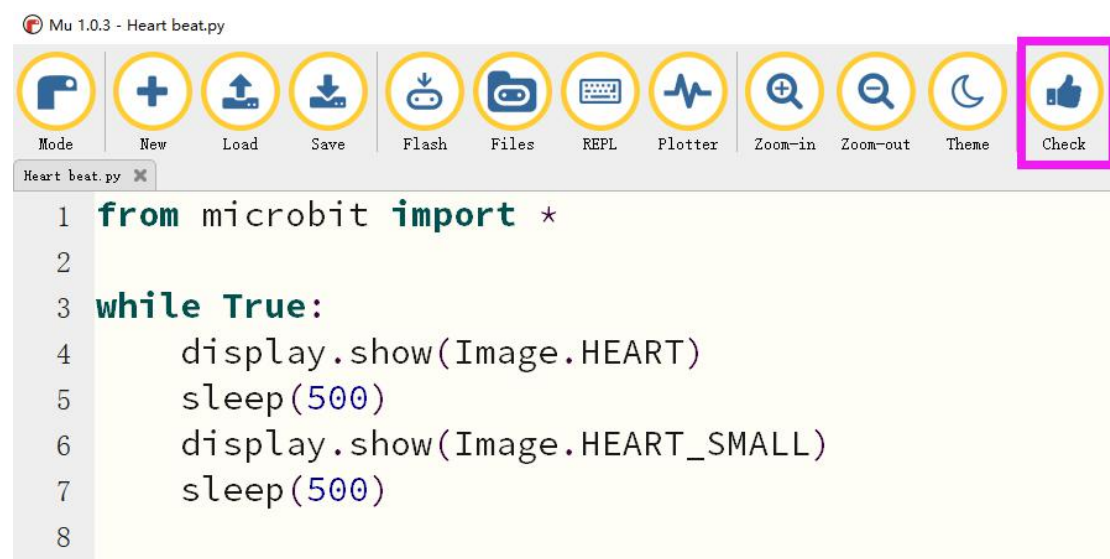 Mu 1.0.3 - Heart beat.py
Mode New Load Save Flash Files REPL Plotter Zoom-in Zoom-out Theme Check
Heart beat.py
1 from microbit import *
2
3 while True:
4     display.show(Image.HEART)
5     sleep(500)
6     display.show(Image.HEART_SMALL)
7     sleep(500)
8